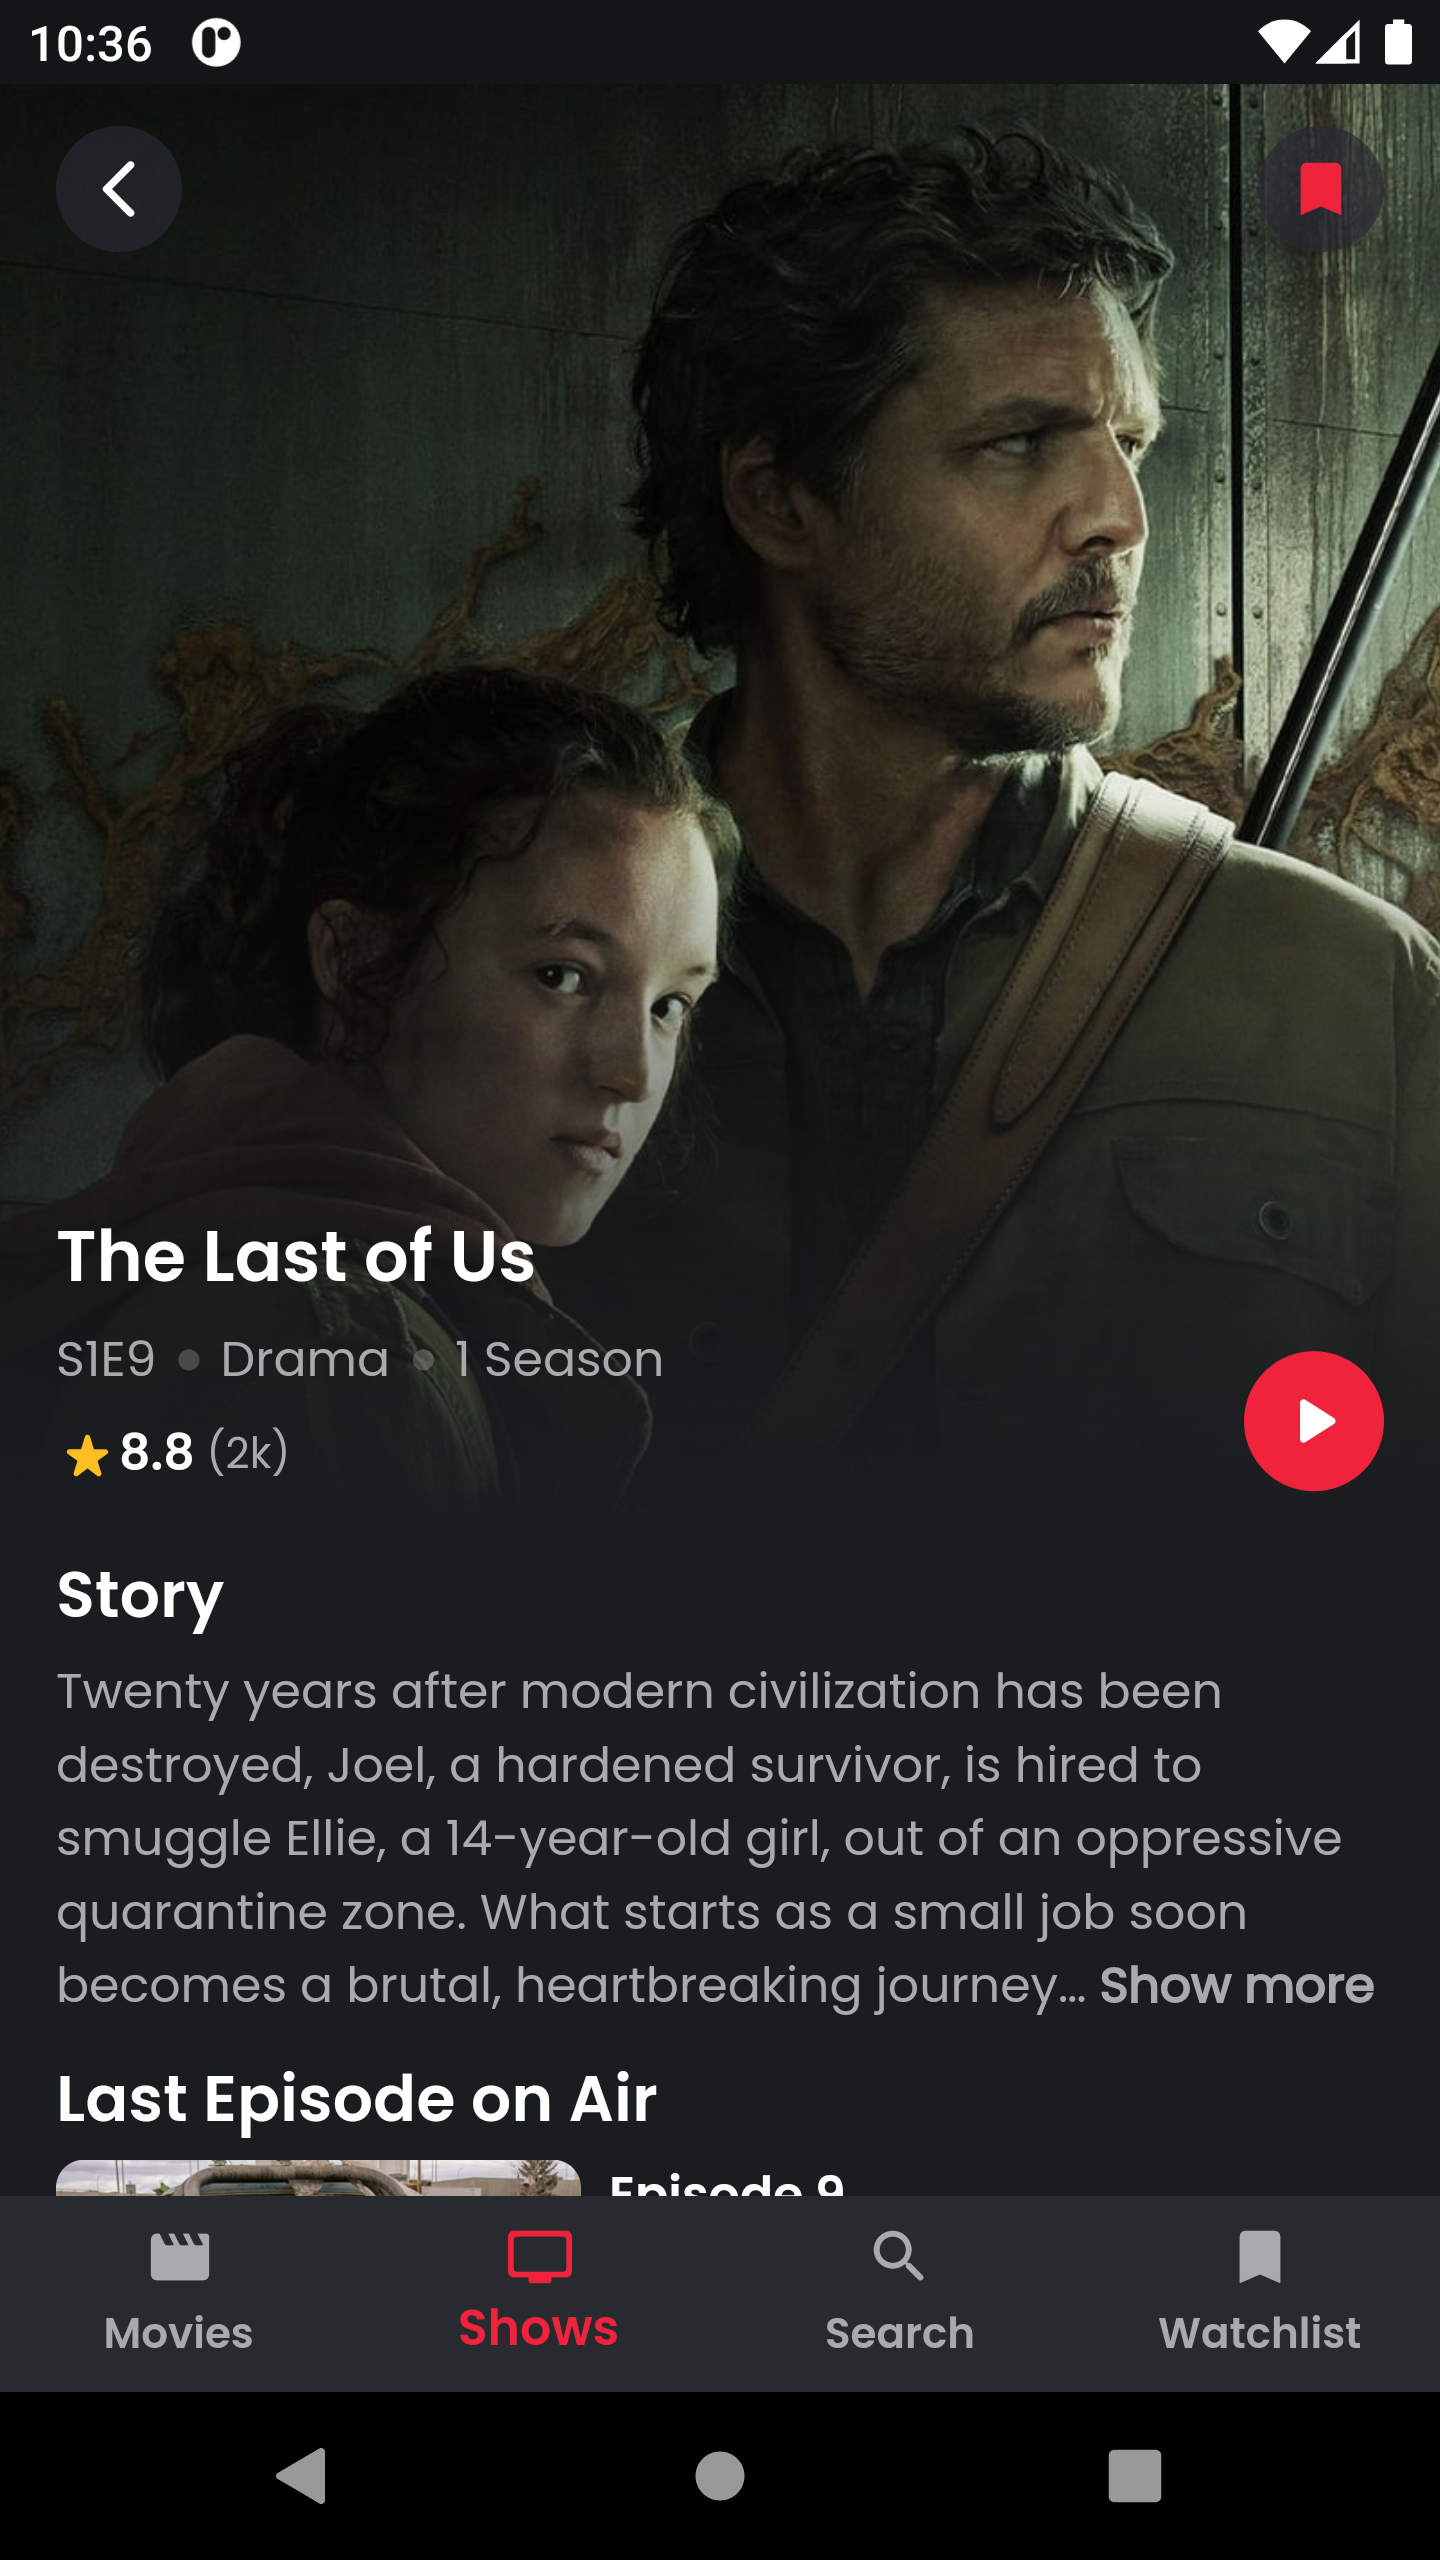 10:36
The Last of Us
S1E9 • Drama • 1 Season
8.8 (2k)
Story
Twenty years after modern civilization has been
destroyed, Joel, a hardened survivor, is hired to
smuggle Ellie, a 14-year-old girl, out of an oppressive
quarantine zone. What starts as a small job soon
becomes a brutal, heartbreaking journey... Show more
Last Episode on Air
Episode 9
Movies
Shows
Search
Watchlist